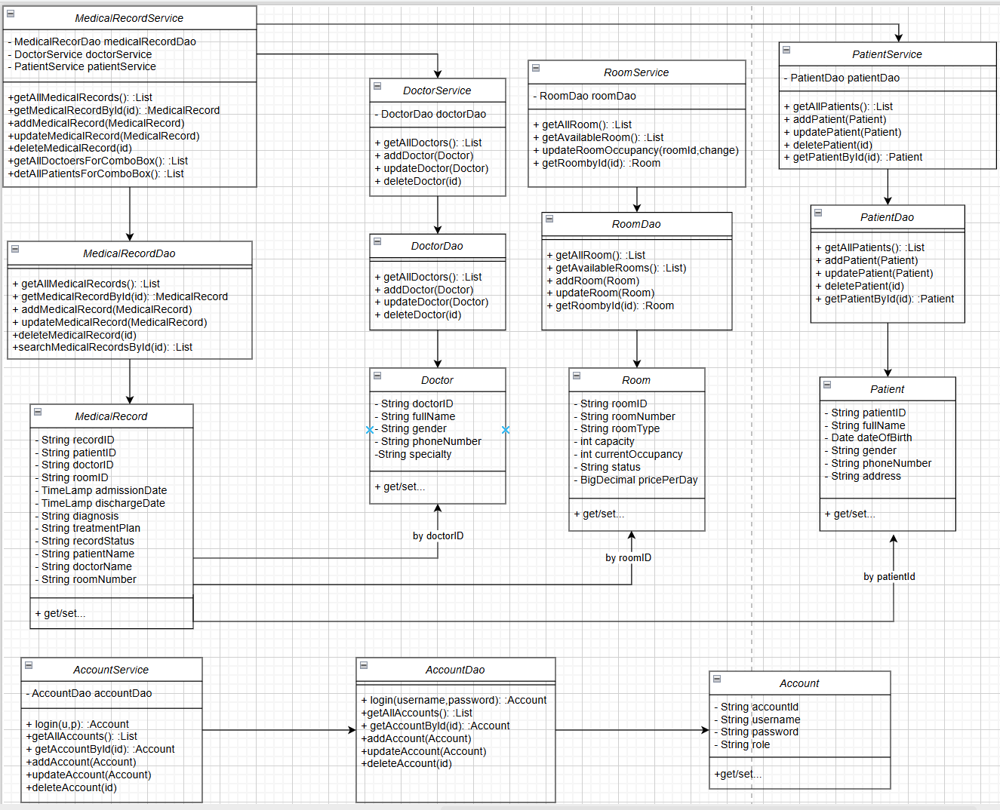 MedicalRecordService
- MedicalRecorDao medicalRecordDao
- DoctorService doctorService
- PatientService patientService
+getAllMedicalRecords(): :List
+getMedicalRecordById(id): :MedicalRecord
+addMedicalRecord(MedicalRecord)
+updateMedicalRecord(MedicalRecord)
+deleteMedicalRecord(id)
+getAllDoctoersForComboBox(): :List
+detAllPatientsForComboBox(): :List
DoctorService
- DoctorDao doctorDao
+ getAllDoctors(): :List
+ addDoctor(Doctor)
+ updateDoctor(Doctor)
+ deleteDoctor(id)
RoomService
- RoomDao roomDao
+ getAllRoom(): :List
+ getAvailableRoom(): :List
+ updateRoomOccupancy(roomId,change)
+ getRoombyId(id): :Room
PatientService
- PatientDao patientDao
+ getAllPatients(): :List
+ addPatient(Patient)
+ updatePatient(Patient)
+ deletePatient(id)
+ getPatientById(id): :Patient
MedicalRecordDao
+ getAllMedicalRecords(): :List
+ getMedicalRecordById(id): :MedicalRecord
+ addMedicalRecord(MedicalRecord)
+ updateMedicalRecord(MedicalRecord)
+deleteMedicalRecord(id)
+searchMedicalRecordsById(id): :List
DoctorDao
+ getAllDoctors(): :List
+ addDoctor(Doctor)
+ updateDoctor(Doctor)
+ deleteDoctor(id)
RoomDao
+ getAllRoom(): :List
+ getAvailableRooms(): :List)
+ addRoom(Room)
+ updateRoom(Room)
+ getRoombyId(id): :Room
PatientDao
+ getAllPatients(): :List
+ addPatient(Patient)
+ updatePatient(Patient)
+ deletePatient(id)
+ getPatientById(id): :Patient
MedicalRecord
- String recordID
- String patientID
- String doctorID
- String roomID
- TimeLamp admissionDate
- TimeLamp dischargeDate
- String diagnosis
- String treatmentPlan
- String recordStatus
- String patientName
- String doctorName
- String roomNumber
+ get/set...
Doctor
- String doctorID
- String fullName
- String gender
- String phoneNumber
-String specialty
+ get/set...
Room
- String roomID
- String roomNumber
- String roomType
- int capacity
- int currentOccupancy
- String status
- BigDecimal pricePerDay
+ get/set...
Patient
- String patientID
- String fullName
- Date dateOfBirth
- String gender
- String phoneNumber
- String address
+ get/set...
by doctorID
by roomID
by patientId
AccountService
- AccountDao accountDao
+ login(u,p): :Account
+getAllAccounts(): :List
+ getAccountById(id): :Account
+addAccount(Account)
+updateAccount(Account)
+deleteAccount(id)
AccountDao
+ login(username,password): :Account
+getAllAccounts(): :List
+ getAccountById(id): :Account
+addAccount(Account)
+updateAccount(Account)
+deleteAccount(id)
Account
- String accountId
- String username
- String password
- String role
+get/set...